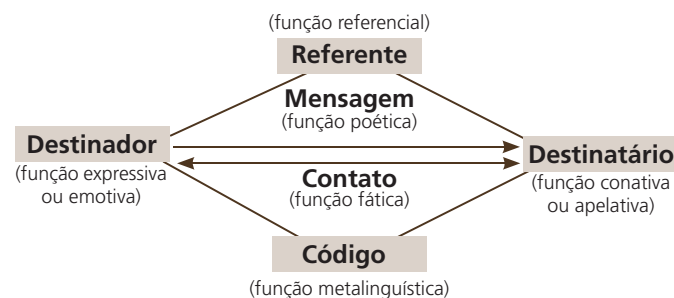 (função referencial)
Referente
Mensagem
(função poética)
Destinador
(função expressiva
ou emotiva)
Destinatário
(função conativa
ou apelativa)
Contato
(função fática)
Código
(função metalinguística)